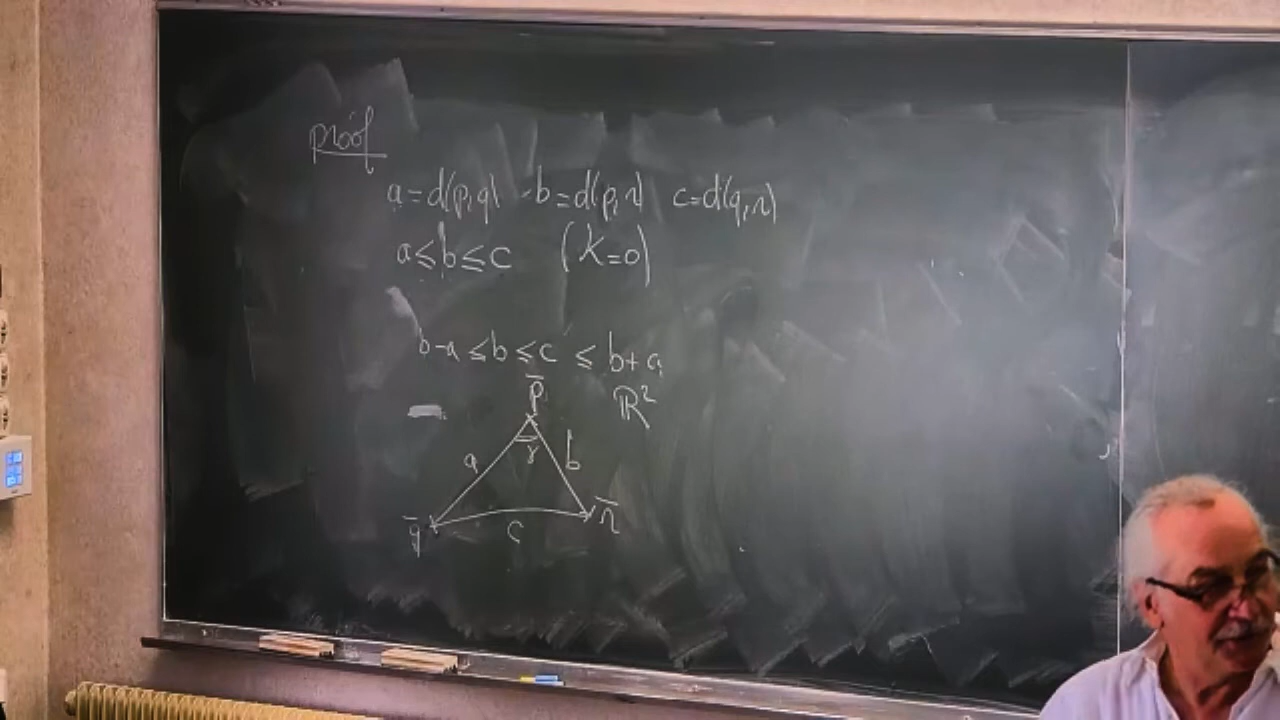 proof
a = d(p,q) b = d(p,r) c = d(q,r)
a ≤ b ≤ c (K=0)
b-a ≤ b ≤ c ≤ b+a
p̄ ℝ²
a γ b
q̄ c r̄